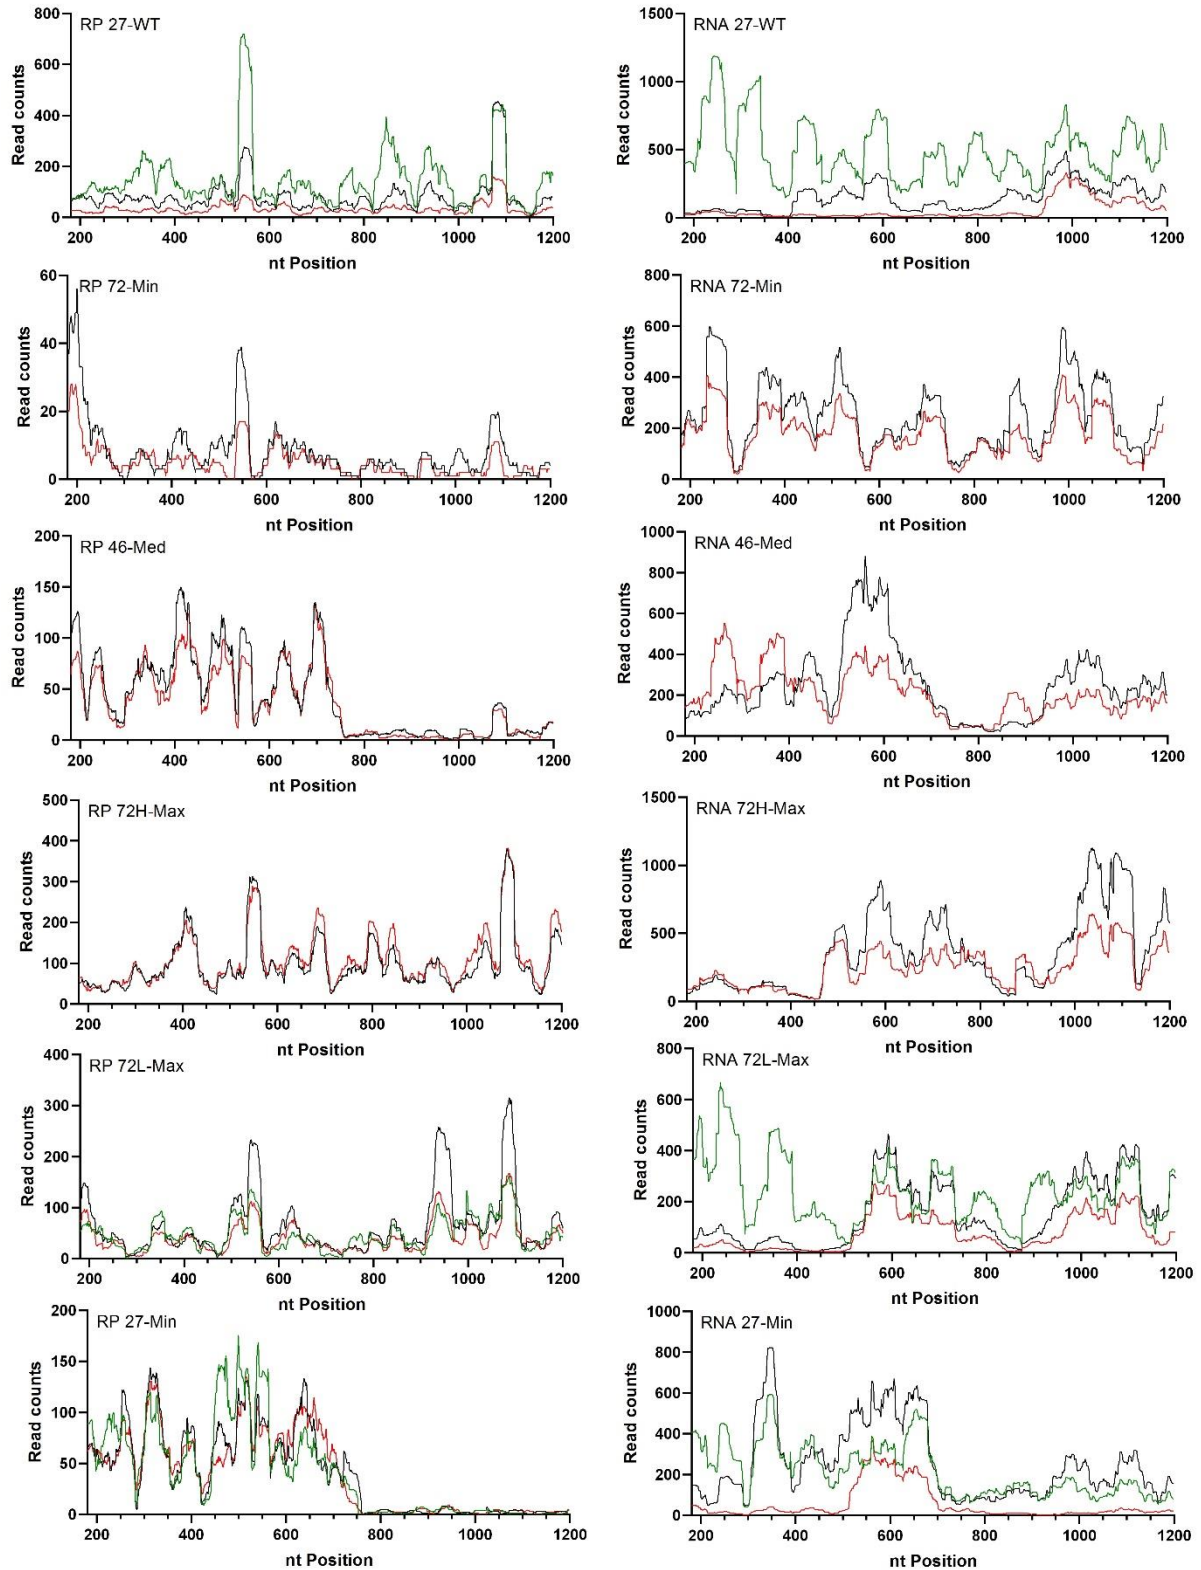 RP 27-WT
Read counts
800
600
400
200
0
200 400 600 800 1000 1200
nt Position
RNA 27-WT
Read counts
1500
1000
500
0
200 400 600 800 1000 1200
nt Position
RP 72-Min
Read counts
60
40
20
0
200 400 600 800 1000 1200
nt Position
RNA 72-Min
Read counts
800
600
400
200
0
200 400 600 800 1000 1200
nt Position
RP 46-Med
Read counts
200
150
100
50
0
200 400 600 800 1000 1200
nt Position
RNA 46-Med
Read counts
1000
800
600
400
200
0
200 400 600 800 1000 1200
nt Position
RP 72H-Max
Read counts
500
400
300
200
100
0
200 400 600 800 1000 1200
nt Position
RNA 72H-Max
Read counts
1500
1000
500
0
200 400 600 800 1000 1200
nt Position
RP 72L-Max
Read counts
400
300
200
100
0
200 400 600 800 1000 1200
nt Position
RNA 72L-Max
Read counts
800
600
400
200
0
200 400 600 800 1000 1200
nt Position
RP 27-Min
Read counts
200
150
100
50
0
200 400 600 800 1000 1200
nt Position
RNA 27-Min
Read counts
1000
800
600
400
200
0
200 400 600 800 1000 1200
nt Position